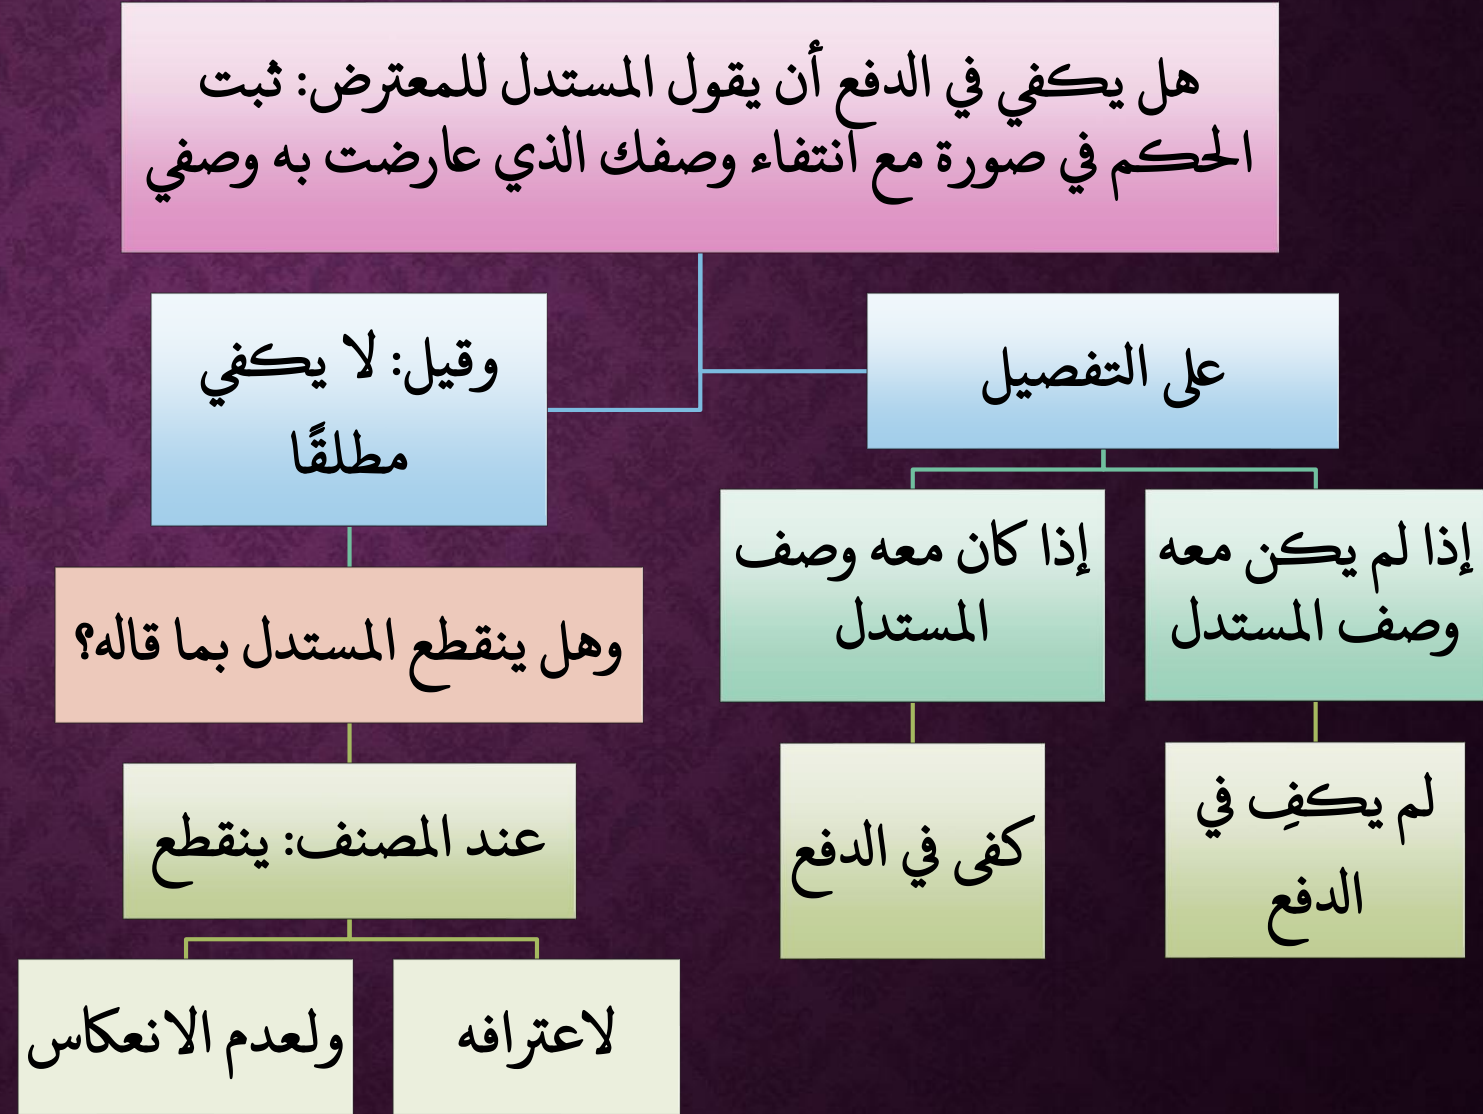 هل يكفي في الدفع أن يقول المستدل للمعترض: ثبت
الحكم في صورة مع انتفاء وصفك الذي عارضت به وصفي
على التفصيل
إذا لم يكن معه
وصف المستدل
لم يكفِ في
الدفع
إذا كان معه وصف
المستدل
كفى في الدفع
وقيل: لا يكفي
مطلقًا
وهل ينقطع المستدل بما قاله؟
عند المصنف: ينقطع
لاعترافه
ولعدم الانعكاس